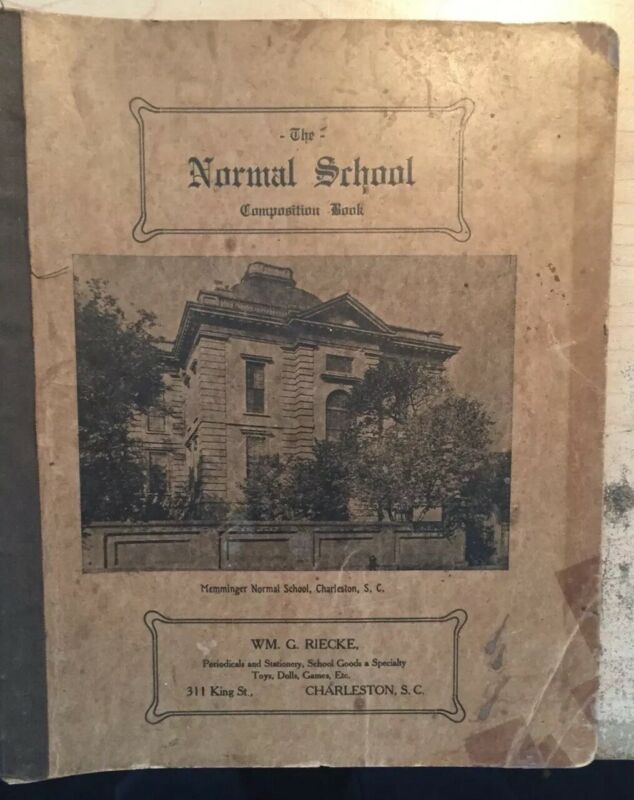 - The -
Normal School
Composition Book
Memminger Normal School, Charleston, S. C.
WM. G. RIECKE,
Periodicals and Stationery, School Goods a Specialty
Toys, Dolls, Games, Etc.
311 King St., CHARLESTON, S. C.